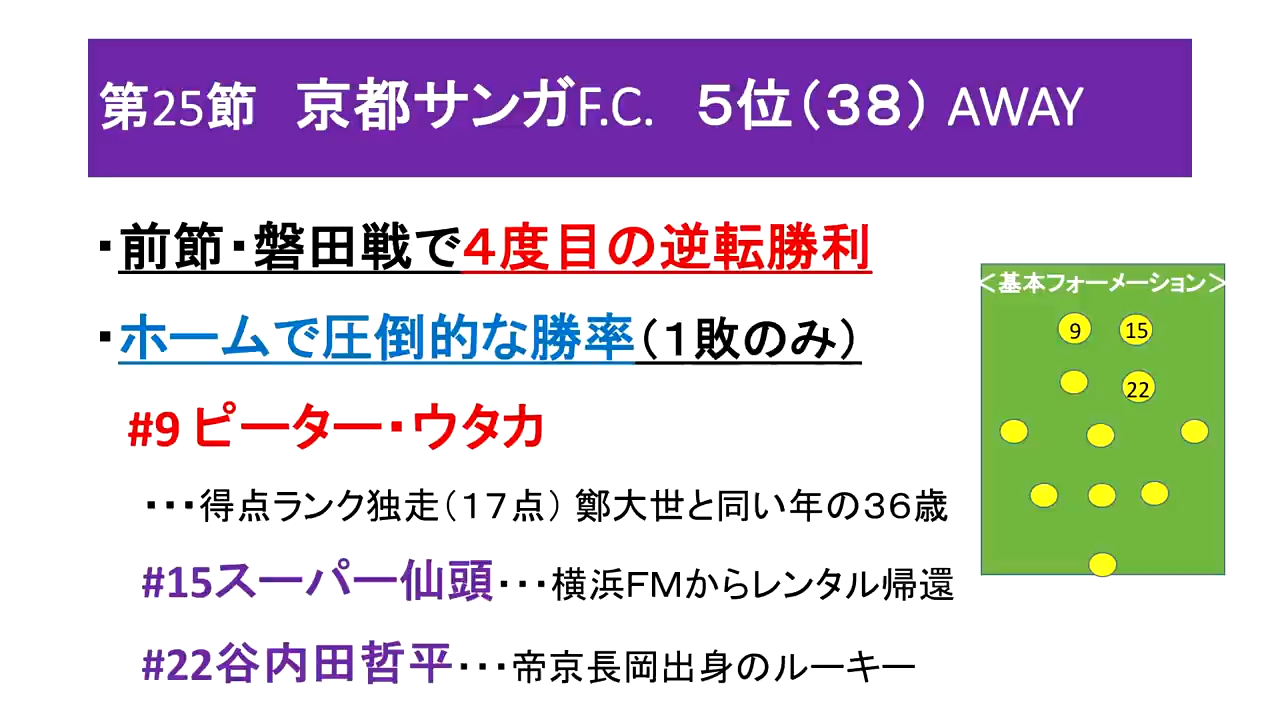 第25節　京都サンガF.C.　５位（３８） AWAY
・前節・磐田戦で４度目の逆転勝利
・ホームで圧倒的な勝率（１敗のみ）
#9 ピーター・ウタカ
・・・得点ランク独走（１７点） 鄭大世と同い年の３６歳
#15スーパー仙頭・・・横浜ＦＭからレンタル帰還
#22谷内田哲平・・・帝京長岡出身のルーキー
＜基本フォーメーション＞
9 15
22